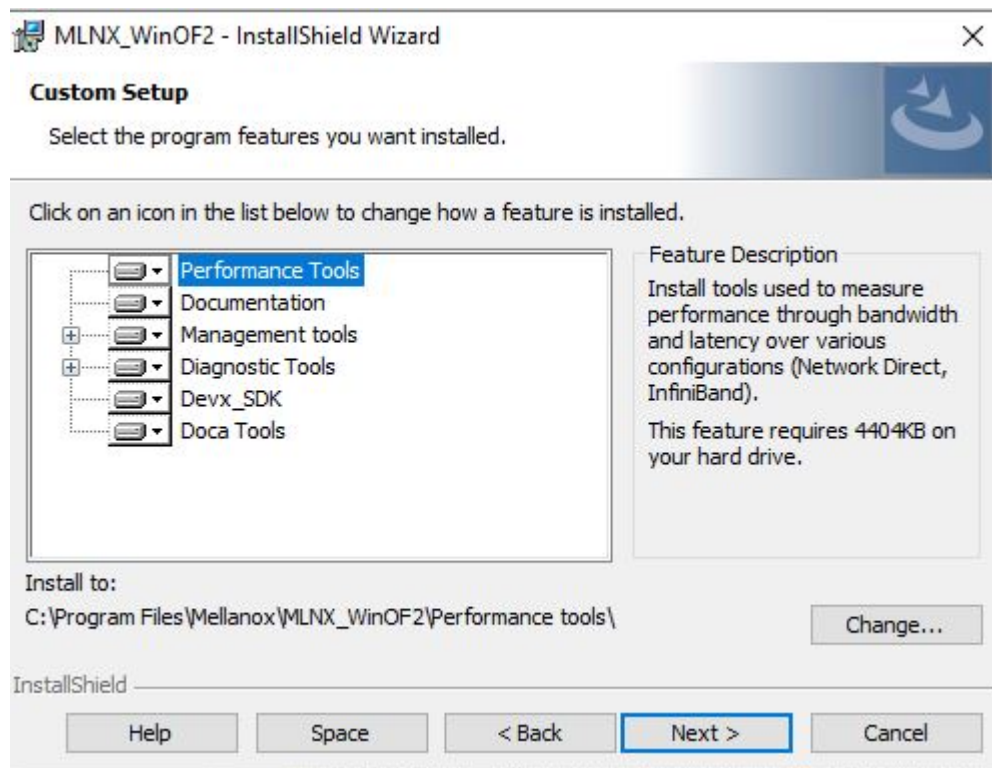 MLNX_WinOF2 - InstallShield Wizard
Custom Setup
Select the program features you want installed.
Click on an icon in the list below to change how a feature is installed.
Performance Tools
Documentation
Management tools
Diagnostic Tools
Devx_SDK
Doca Tools
Feature Description
Install tools used to measure
performance through bandwidth
and latency over various
configurations (Network Direct,
InfiniBand).
This feature requires 4404KB on
your hard drive.
Install to:
C:\Program Files\Mellanox\MLNX_WinOF2\Performance tools\
Change...
InstallShield
Help
Space
< Back
Next >
Cancel